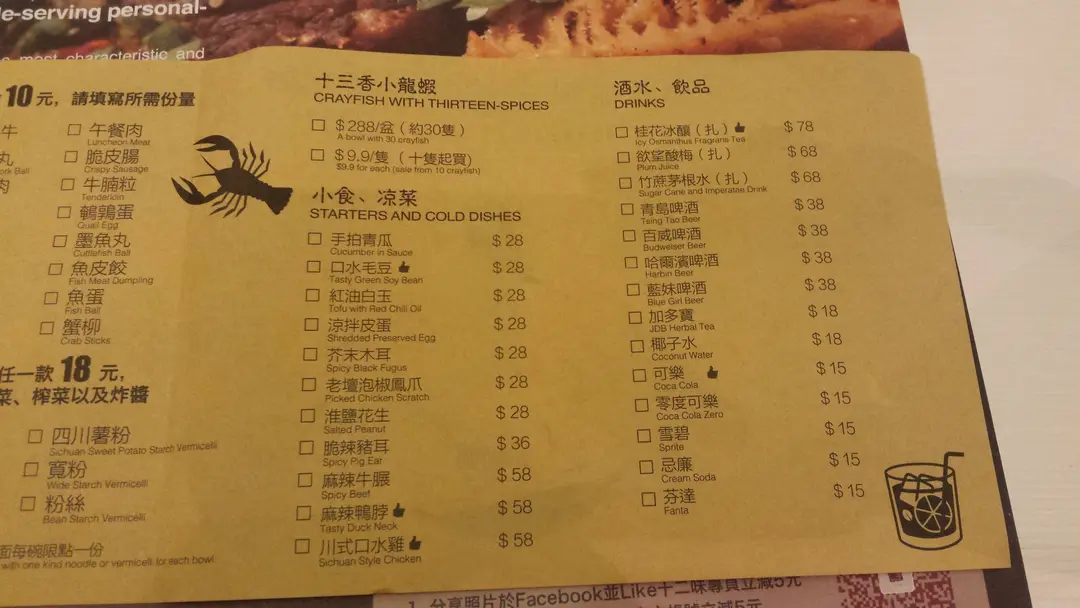 le-serving personal-
most characteristic and
10 元，請填寫所需份量
牛
丸
ork Ball
肉
☐ 午餐肉
Luncheon Meat
☐ 脆皮腸
Crispy Sausage
☐ 牛腩粒
Tenderloin
☐ 鵪鶉蛋
Quail Egg
☐ 墨魚丸
Cuttlefish Ball
☐ 魚皮餃
Fish Meat Dumpling
☐ 魚蛋
Fish Ball
☐ 蟹柳
Crab Sticks
任一款 18 元，
菜、榨菜以及炸醬
☐ 四川薯粉
Sichuan Sweet Potato Starch Vermicelli
☐ 寬粉
Wide Starch Vermicelli
☐ 粉絲
Bean Starch Vermicelli
面每碗限點一份
with one kind noodle or vermicelli for each bowl.
十三香小龍蝦
CRAYFISH WITH THIRTEEN-SPICES
☐ $288/盆（約30隻）
A bowl with 30 crayfish
☐ $9.9/隻（十隻起買）
$9.9 for each (sale from 10 crayfish)
小食、凉菜
STARTERS AND COLD DISHES
☐ 手拍青瓜 $28
Cucumber in Sauce
☐ 口水毛豆 $28
Tasty Green Soy Bean
☐ 紅油白玉 $28
Tofu with Red Chili Oil
☐ 涼拌皮蛋 $28
Shredded Preserved Egg
☐ 芥末木耳 $28
Spicy Black Fugus
☐ 老壇泡椒鳳爪 $28
Picked Chicken Scratch
☐ 淮鹽花生 $28
Salted Peanut
☐ 脆辣豬耳 $36
Spicy Pig Ear
☐ 麻辣牛𦟌 $58
Spicy Beef
☐ 麻辣鴨脖 $58
Tasty Duck Neck
☐ 川式口水雞 $58
Sichuan Style Chicken
酒水、飲品
DRINKS
☐ 桂花冰釀（扎） $78
Icy Osmanthus Fragrans Tea
☐ 欲望酸梅（扎） $68
Plum Juice
☐ 竹蔗茅根水（扎） $68
Sugar Cane and Imperatae Drink
☐ 青島啤酒 $38
Tsing Tao Beer
☐ 百威啤酒 $38
Budweiser Beer
☐ 哈爾濱啤酒 $38
Harbin Beer
☐ 藍妹啤酒 $38
Blue Girl Beer
☐ 加多寶 $18
JDB Herbal Tea
☐ 椰子水 $18
Coconut Water
☐ 可樂 $15
Coca Cola
☐ 零度可樂 $15
Coca Cola Zero
☐ 雪碧 $15
Sprite
☐ 忌廉 $15
Cream Soda
☐ 芬達 $15
Fanta
1. 分享照片於Facebook並Like十二味專頁立減5元